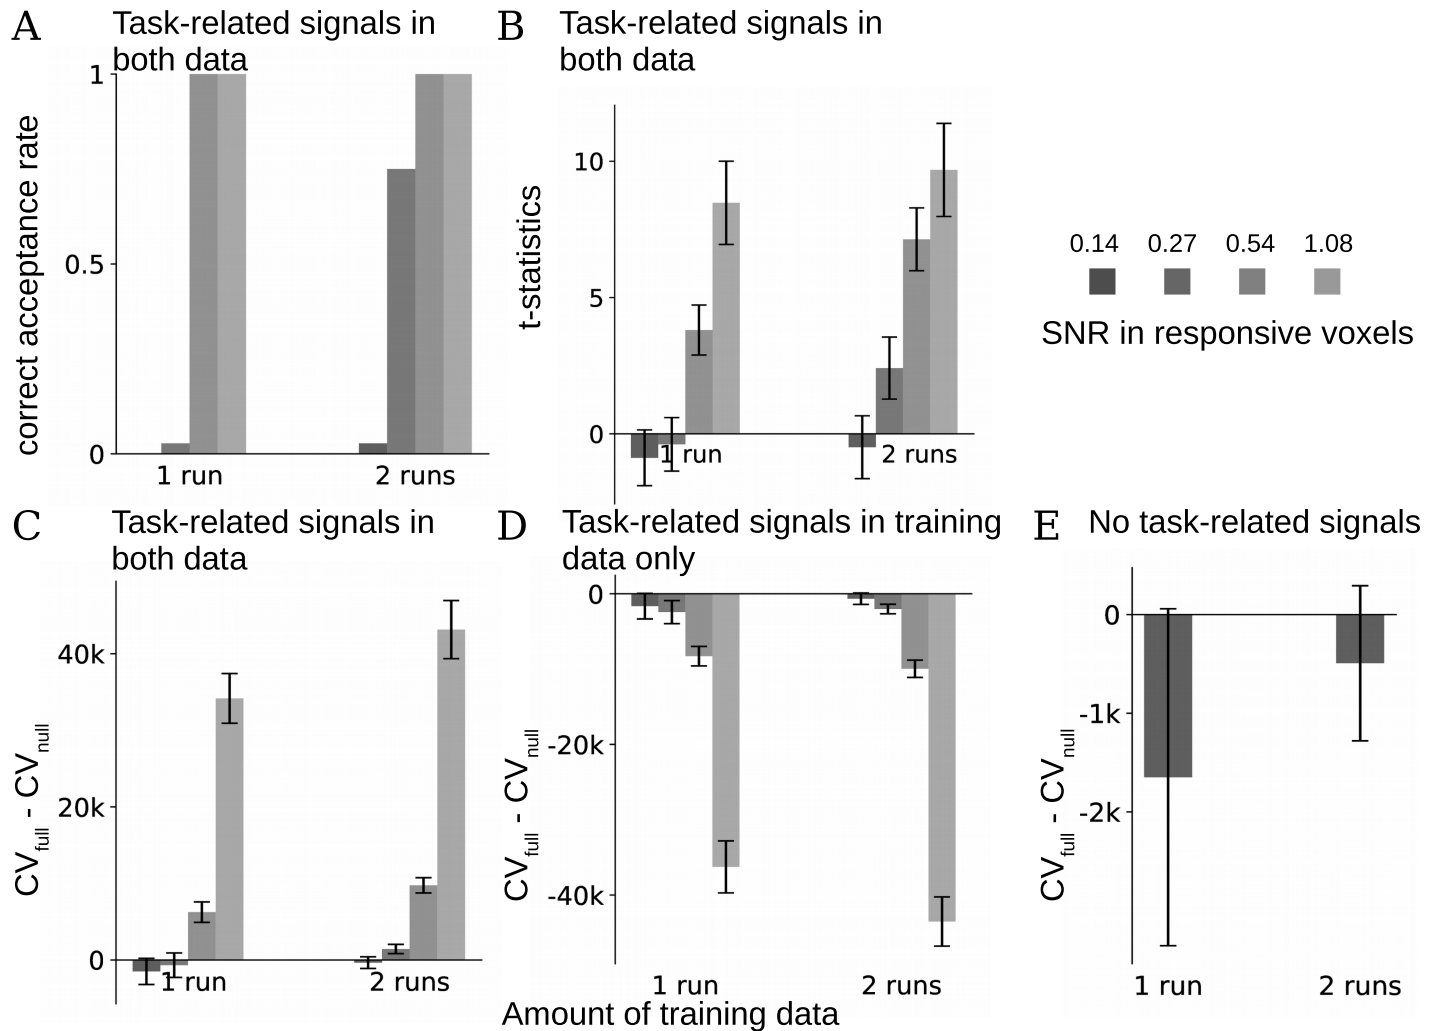 A Task-related signals in
both data
1
0.5
0
correct acceptance rate
1 run 2 runs
B Task-related signals in
both data
10
5
0
t-statistics
1 run 2 runs
0.14 0.27 0.54 1.08
SNR in responsive voxels
C Task-related signals in
both data
40k
20k
0
CVfull - CVnull
1 run 2 runs
D Task-related signals in training
data only
0
-20k
-40k
CVfull - CVnull
1 run 2 runs
E No task-related signals
0
-1k
-2k
CVfull - CVnull
1 run 2 runs
Amount of training data